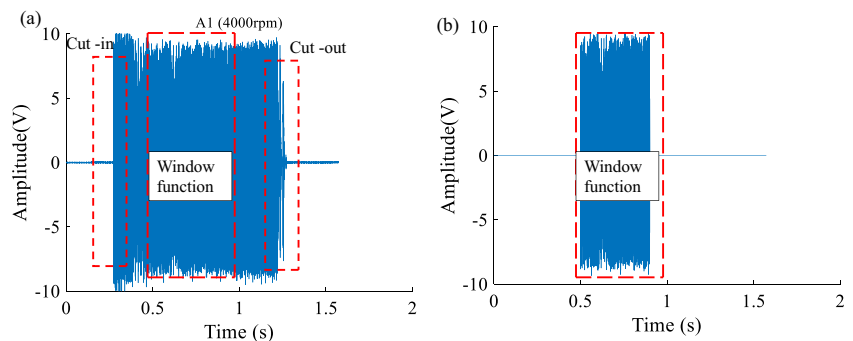 (a)
A1 (4000rpm)
Cut -in
Cut -out
10
5
0
-5
-10
Amplitude(V)
Window
function
0
0.5
1
1.5
2
Time (s)
(b)
10
5
0
-5
-10
Amplitude(V)
Window
function
0
0.5
1
1.5
2
Time (s)